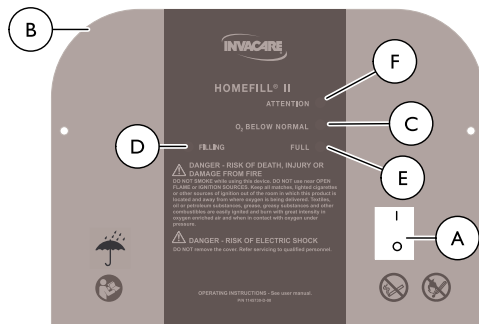 B
INVACARE
F
HOMEFILL® II
ATTENTION
C
O₂ BELOW NORMAL
D
FILLING
FULL
E
DANGER - RISK OF DEATH, INJURY OR
DAMAGE FROM FIRE
DO NOT SMOKE while using this device. DO NOT use near OPEN
FLAME or IGNITION SOURCES. Keep all matches, lighted cigarettes
or other sources of ignition out of the room in which this product is
located and away from where oxygen is being delivered. Textiles,
oil or petroleum substances, grease, greasy substances and other
combustibles are easily ignited and burn with great intensity in
oxygen enriched air and when in contact with oxygen under
pressure.
I
O
A
DANGER - RISK OF ELECTRIC SHOCK
DO NOT remove the cover. Refer servicing to qualified personnel.
OPERATING INSTRUCTIONS - See user manual.